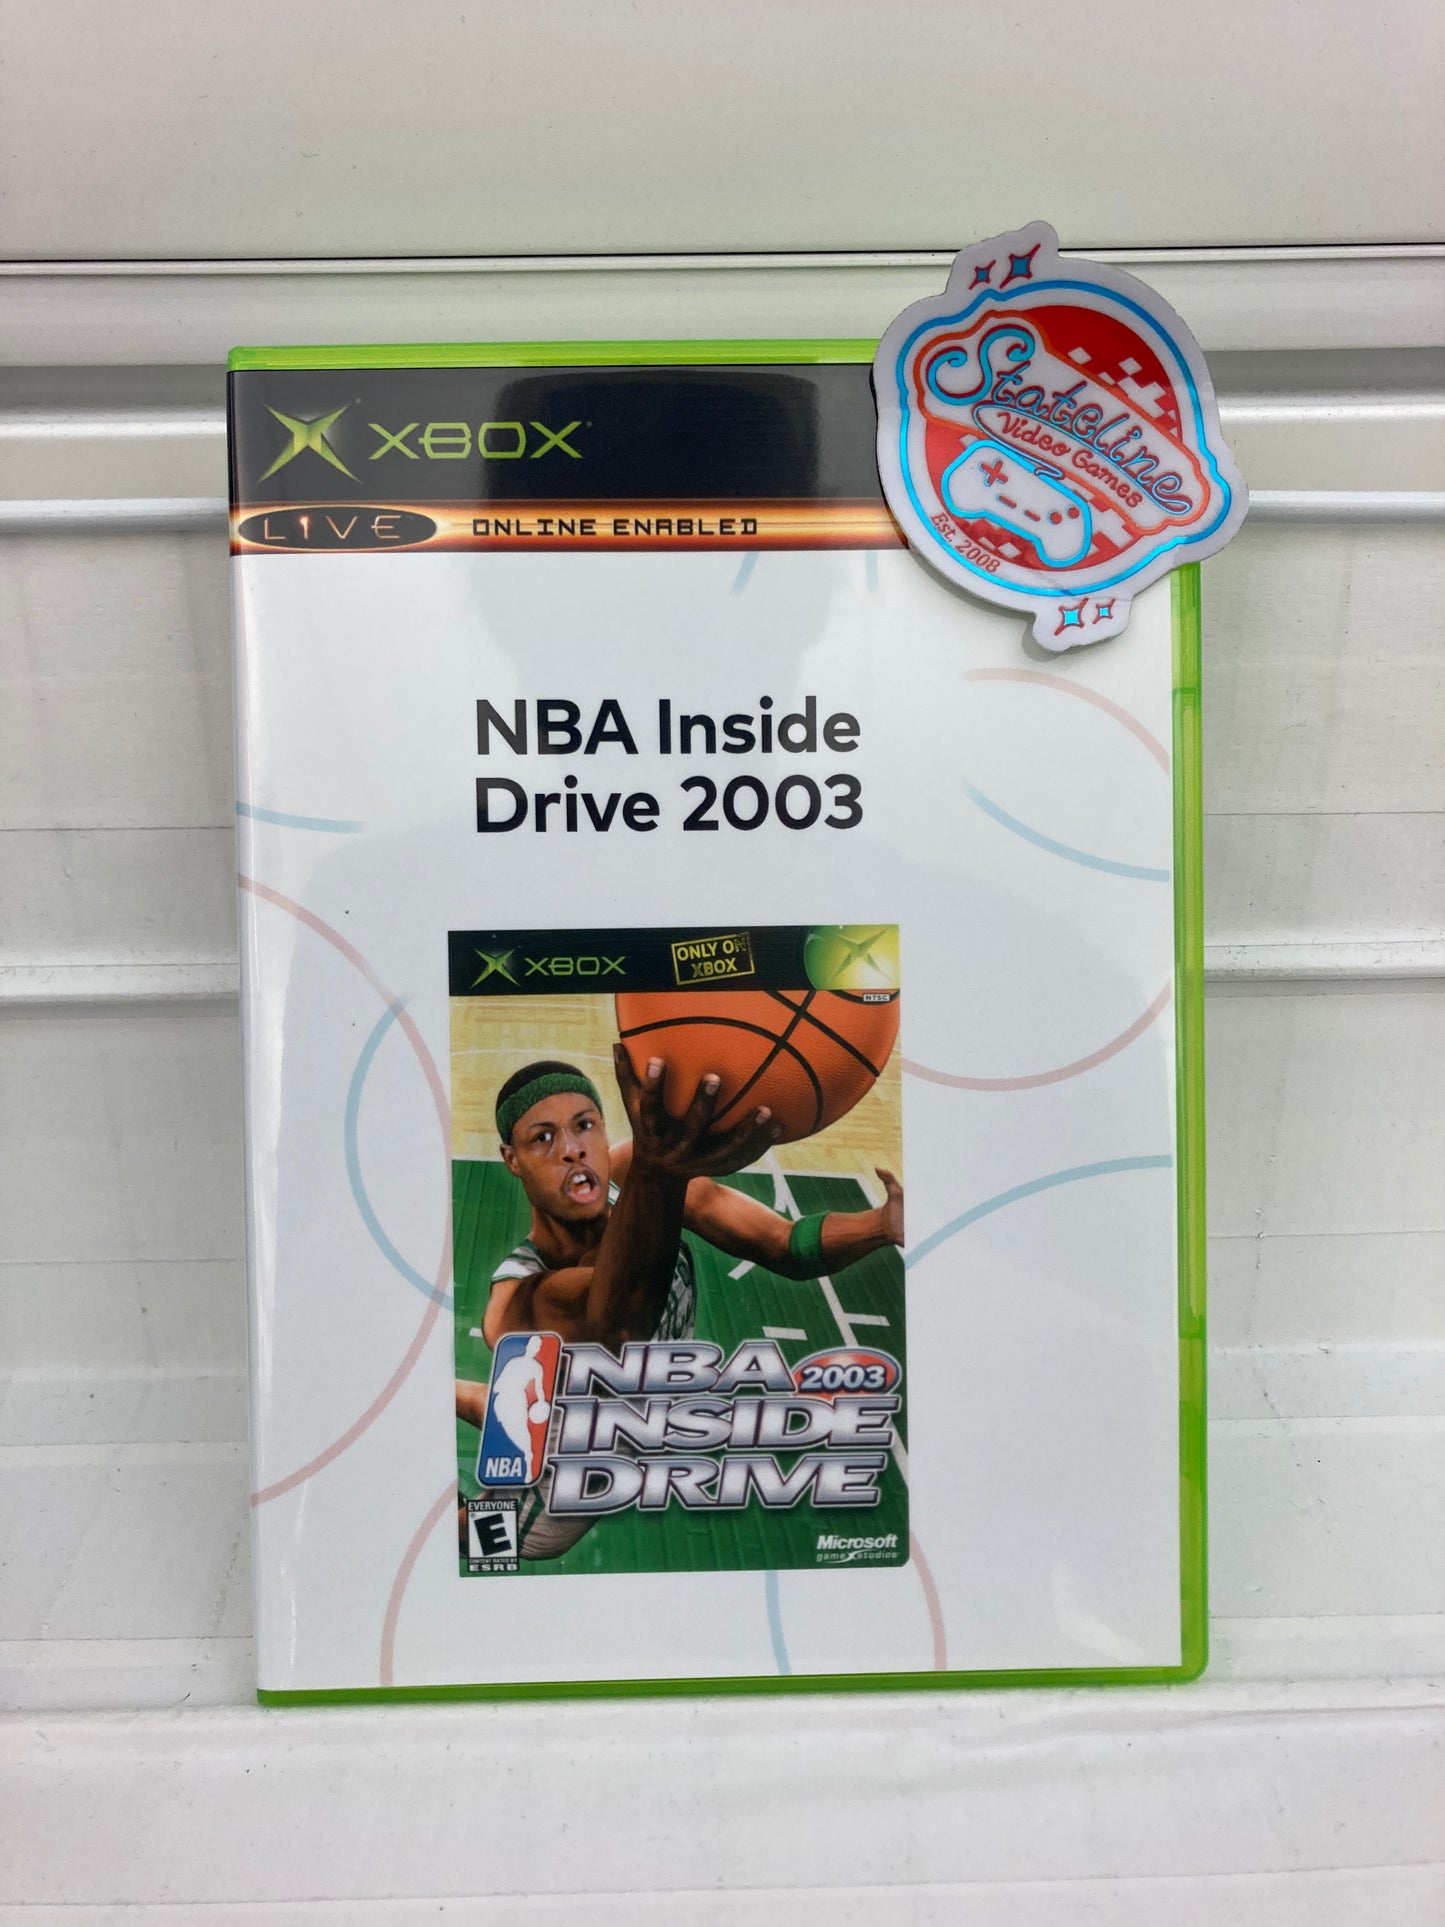 XBOX
LIVE ONLINE ENABLED
Stateline
Video Games
Est. 2008
NBA Inside
Drive 2003
XBOX
ONLY ON
XBOX
NTSC
NBA 2003
INSIDE
DRIVE
NBA
EVERYONE
E
CONTENT RATED BY
ESRB
Microsoft
game studios